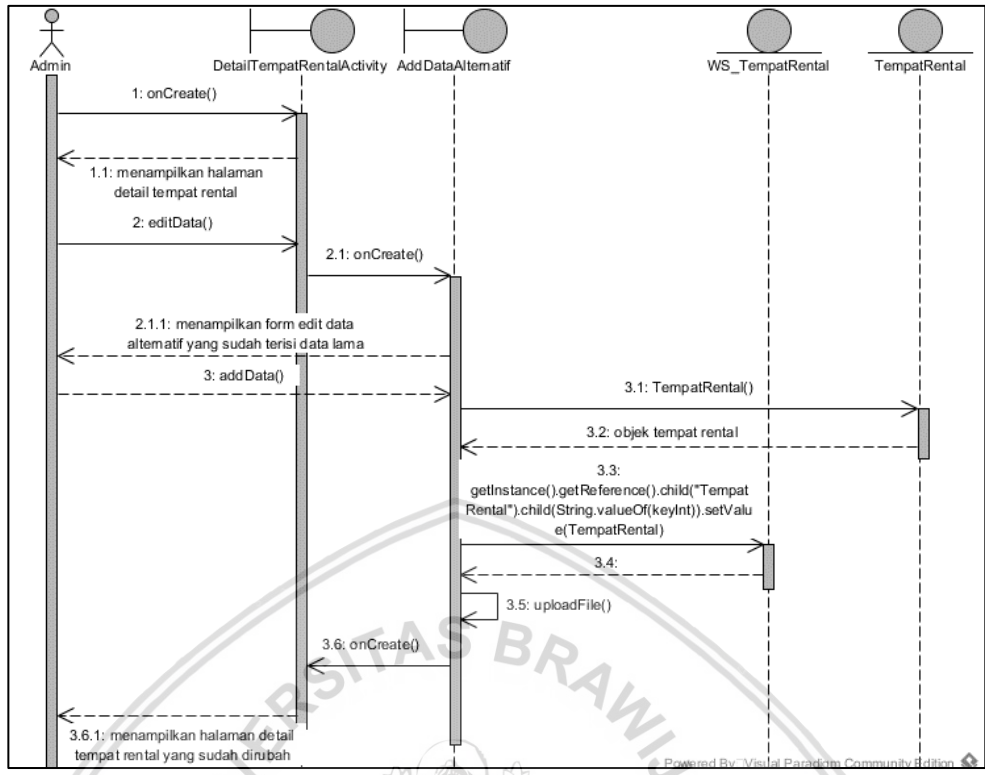 Admin
DetailTempatRentalActivity
AddDataAlternatif
WS_TempatRental
TempatRental
1: onCreate()
1.1: menampilkan halaman
detail tempat rental
2: editData()
2.1: onCreate()
2.1.1: menampilkan form edit data
alternatif yang sudah terisi data lama
3: addData()
3.1: TempatRental()
3.2: objek tempat rental
3.3:
getInstance().getReference().child("Tempat
Rental").child(String.valueOf(keyInt)).setValu
e(TempatRental)
3.4:
3.5: uploadFile()
3.6: onCreate()
3.6.1: menampilkan halaman detail
tempat rental yang sudah dirubah
ERSITAS BRAWIJ
Powered By Visual Paradigm Community Edition